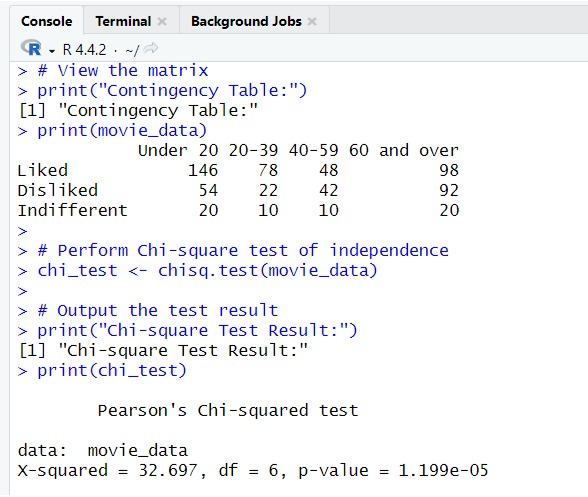 Console Terminal Background Jobs
R R 4.4.2 · ~/
> # View the matrix
> print("Contingency Table:")
[1] "Contingency Table:"
> print(movie_data)
            Under 20 20-39 40-59 60 and over
Liked            146    78    48          98
Disliked          54    22    42          92
Indifferent       20    10    10          20
>
> # Perform Chi-square test of independence
> chi_test <- chisq.test(movie_data)
>
> # Output the test result
> print("Chi-square Test Result:")
[1] "Chi-square Test Result:"
> print(chi_test)
        Pearson's Chi-squared test
data:  movie_data
X-squared = 32.697, df = 6, p-value = 1.199e-05